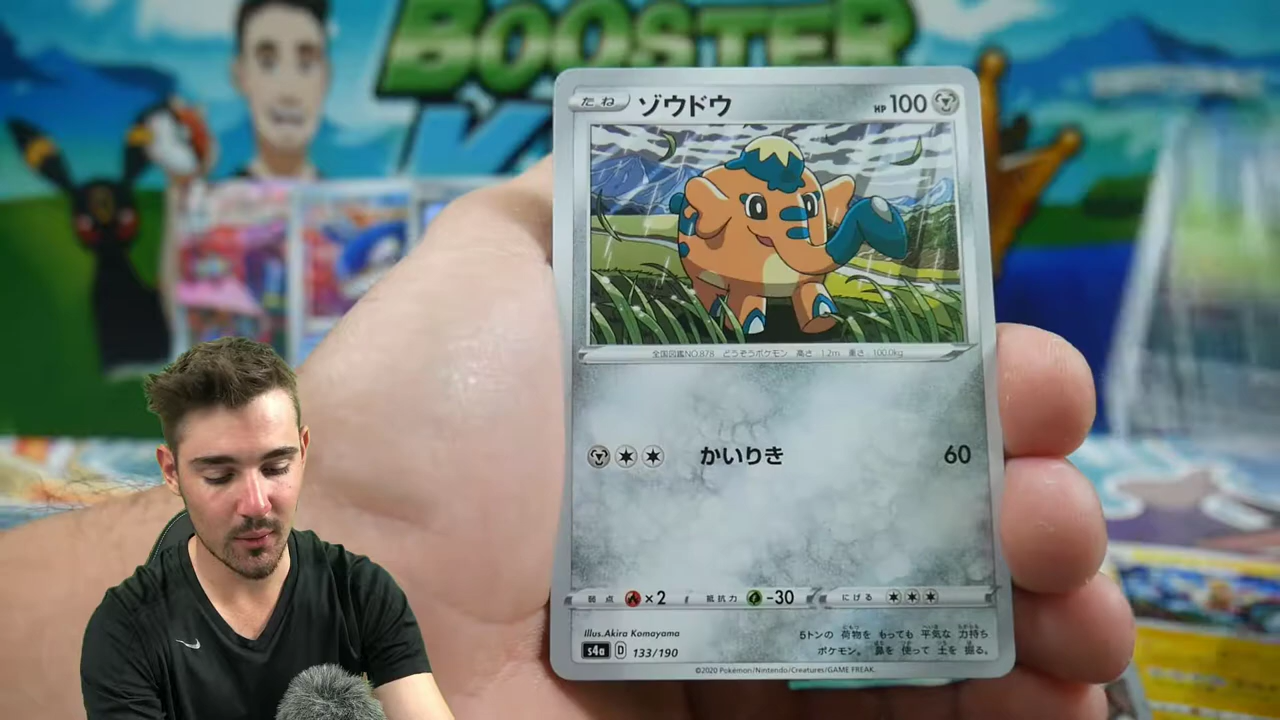 BOOSTER
たね ゾウドウ HP 100
全国図鑑NO.878 どうぞうポケモン 高さ 1.2m 重さ 100.0kg
かいりき 60
弱点 ×2 抵抗力 -30 にげる
Illus.Akira Komayama
s4a D 133/190
5トンの 荷物を もっても 平気な 力持ち
ポケモン。鼻を 使って 土を 掘る。
©2020 Pokémon/Nintendo/Creatures/GAME FREAK.